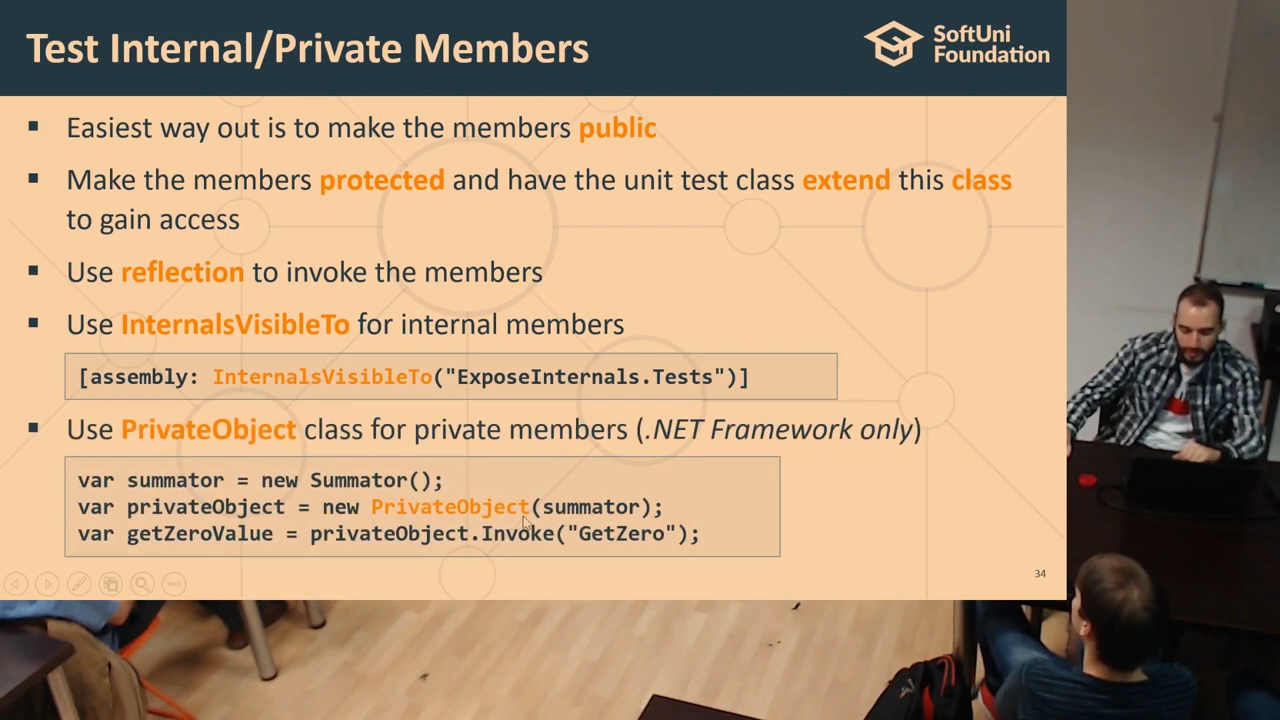 Test Internal/Private Members
SoftUni
Foundation
▪ Easiest way out is to make the members public
▪ Make the members protected and have the unit test class extend this class
to gain access
▪ Use reflection to invoke the members
▪ Use InternalsVisibleTo for internal members
[assembly: InternalsVisibleTo("ExposeInternals.Tests")]
▪ Use PrivateObject class for private members (.NET Framework only)
var summator = new Summator();
var privateObject = new PrivateObject(summator);
var getZeroValue = privateObject.Invoke("GetZero");
34